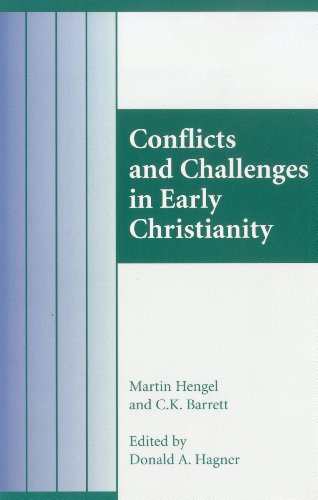 Conflicts
and Challenges
in Early
Christianity
Martin Hengel
and C.K. Barrett
Edited by
Donald A. Hagner